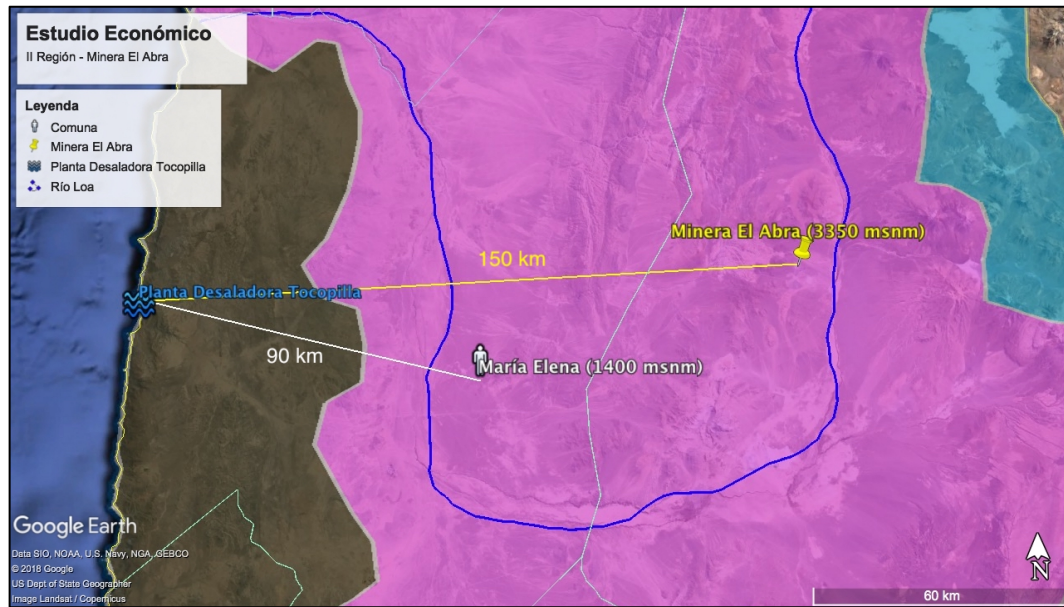 Estudio Económico
II Región - Minera El Abra
Leyenda
Comuna
Minera El Abra
Planta Desaladora Tocopilla
Río Loa
Minera El Abra (3350 msnm)
150 km
Planta Desaladora Tocopilla
90 km
María Elena (1400 msnm)
Google Earth
Data SIO, NOAA, U.S. Navy, NGA, GEBCO
© 2018 Google
US Dept of State Geographer
Image Landsat / Copernicus
N
60 km